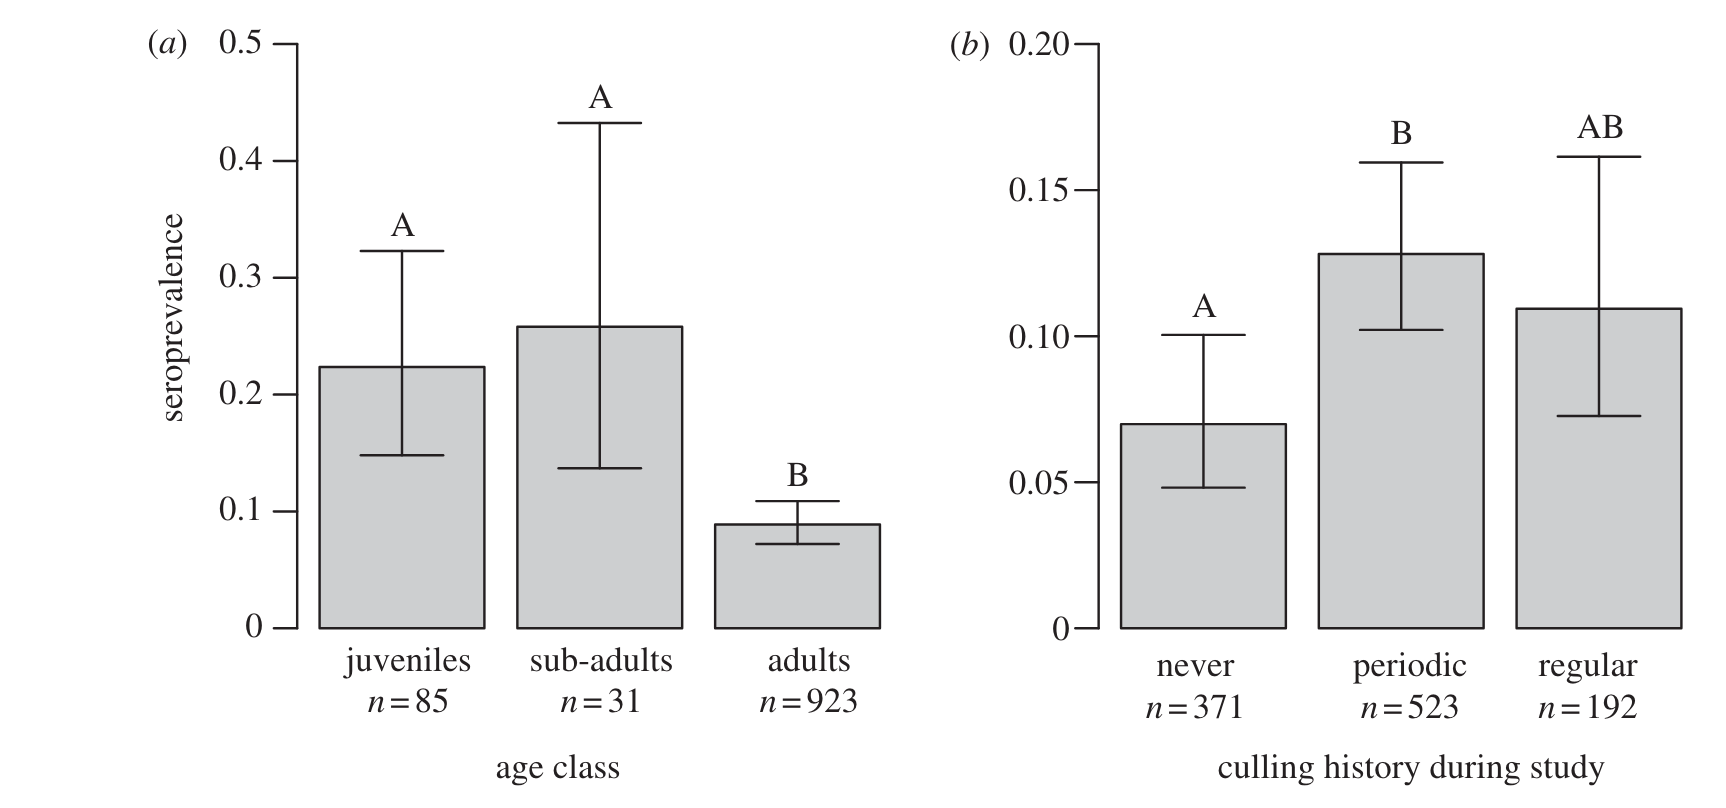 (a)
seroprevalence
0.5
0.4
0.3
0.2
0.1
0
A
A
B
juveniles sub-adults adults
n=85 n=31 n=923
age class
(b)
0.20
0.15
0.10
0.05
0
A
B
AB
never periodic regular
n=371 n=523 n=192
culling history during study